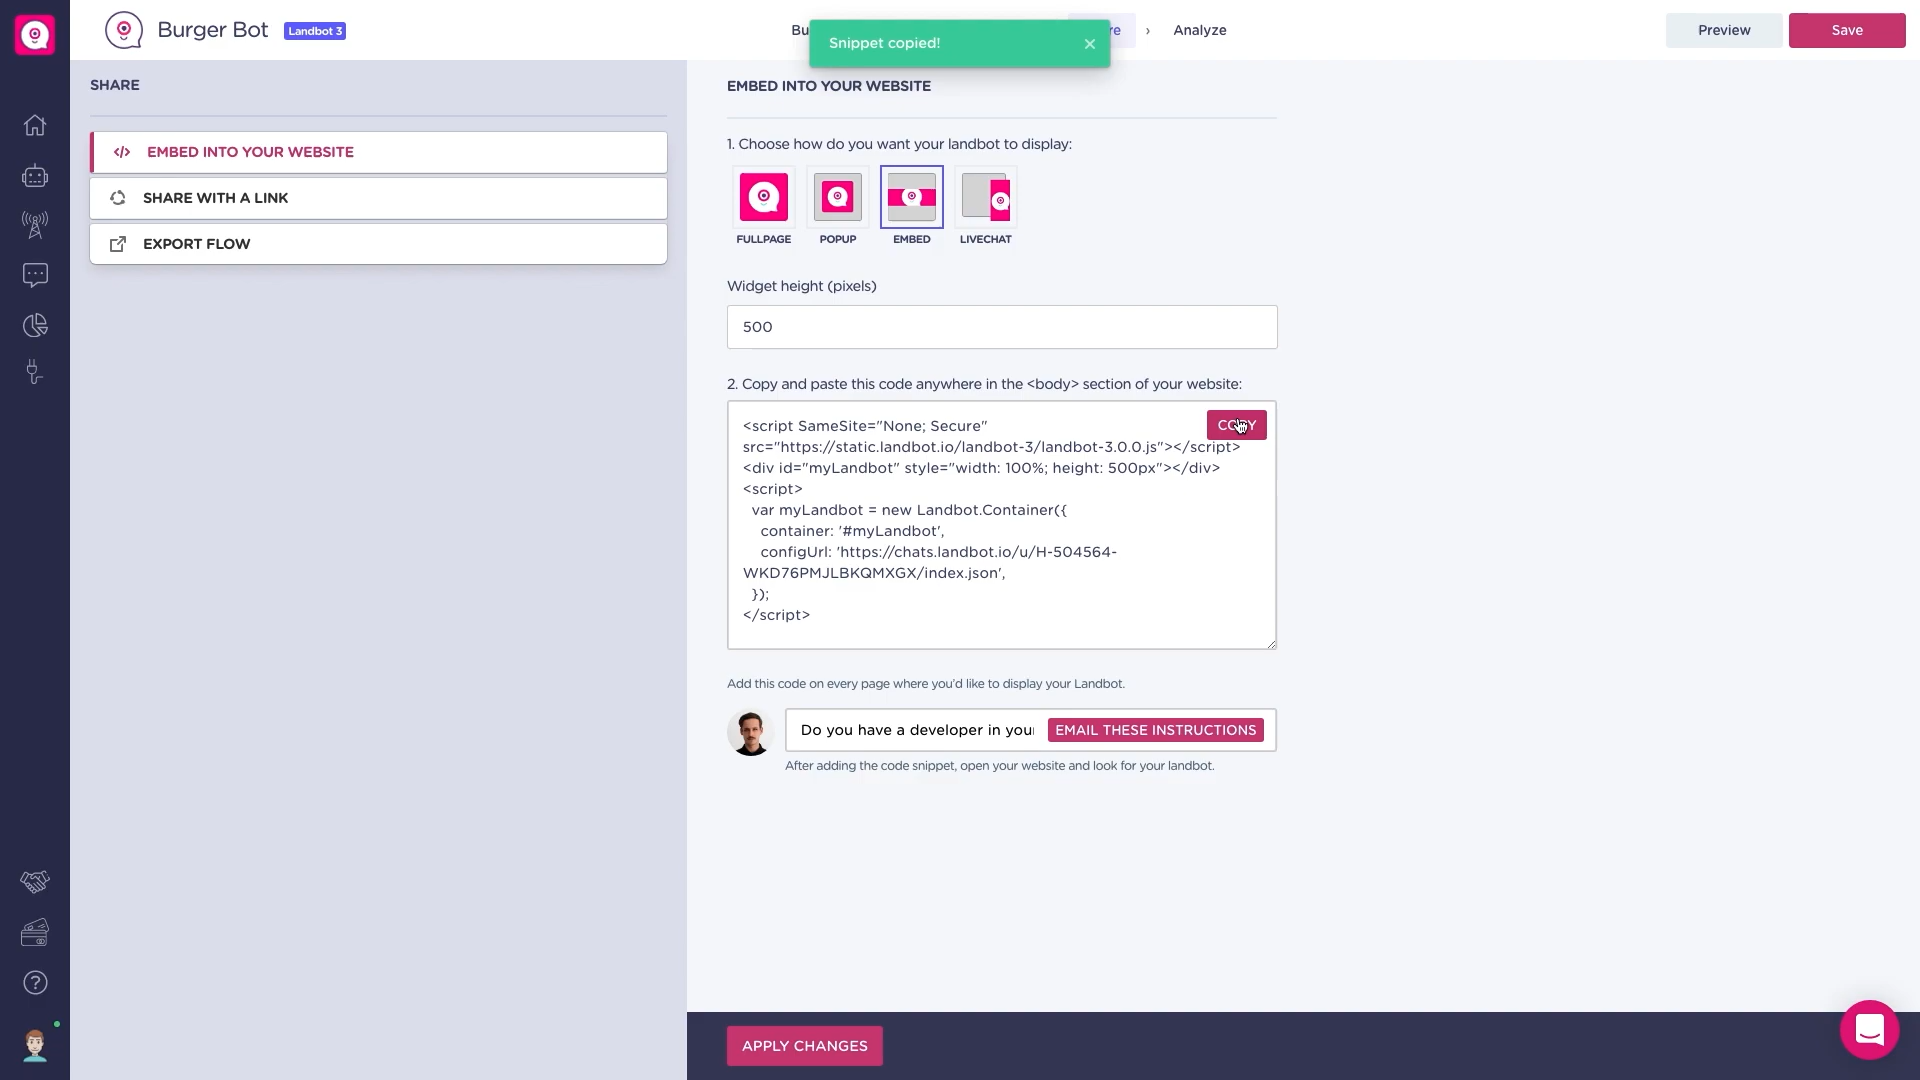 Burger Bot
Landbot 3
Snippet copied!
Analyze
Preview
Save
SHARE
EMBED INTO YOUR WEBSITE
SHARE WITH A LINK
EXPORT FLOW
EMBED INTO YOUR WEBSITE
1. Choose how do you want your landbot to display:
FULLPAGE
POPUP
EMBED
LIVECHAT
Widget height (pixels)
500
2. Copy and paste this code anywhere in the <body> section of your website:
COPY
<script SameSite="None; Secure"
src="https://static.landbot.io/landbot-3/landbot-3.0.0.js"></script>
<div id="myLandbot" style="width: 100%; height: 500px"></div>
<script>
var myLandbot = new Landbot.Container({
container: '#myLandbot',
configUrl: 'https://chats.landbot.io/u/H-504564-
WKD76PMJLBKQMXGX/index.json',
});
</script>
Add this code on every page where you'd like to display your Landbot.
Do you have a developer in your
EMAIL THESE INSTRUCTIONS
After adding the code snippet, open your website and look for your landbot.
APPLY CHANGES